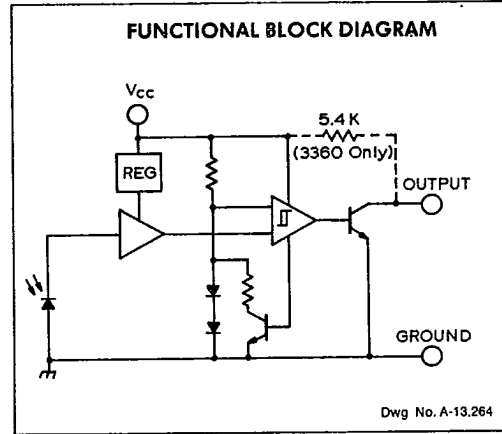 FUNCTIONAL BLOCK DIAGRAM
Vcc
5.4 K
(3360 Only)
REG
OUTPUT
GROUND
Dwg No. A-13,264